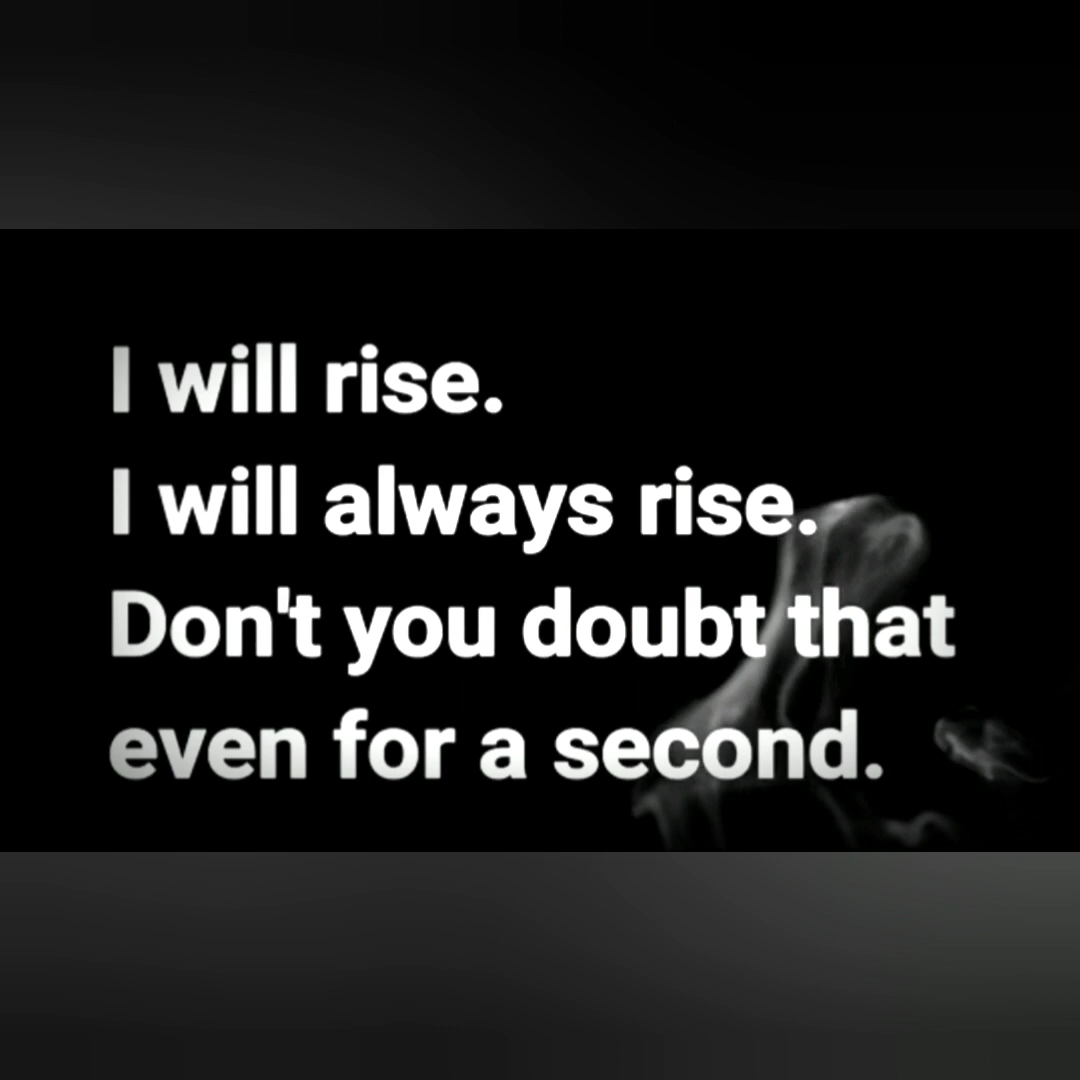 I will rise.
I will always rise.
Don't you doubt that
even for a second.